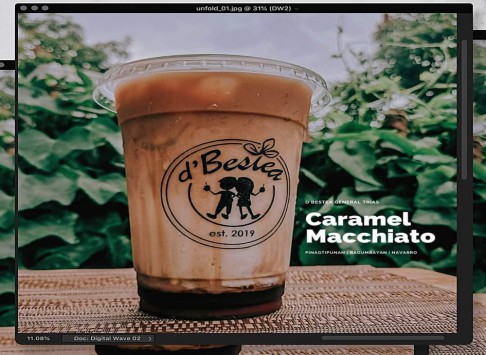 unfold_01.jpg @ 31% (DW2)
d'Bestea
est. 2019
D'BESTEA GENERAL TRIAS
Caramel
Macchiato
PINAGTIPUNAN | BAGUMBAYAN | NAVARRO
11.08%
Doc: Digital Wave 02